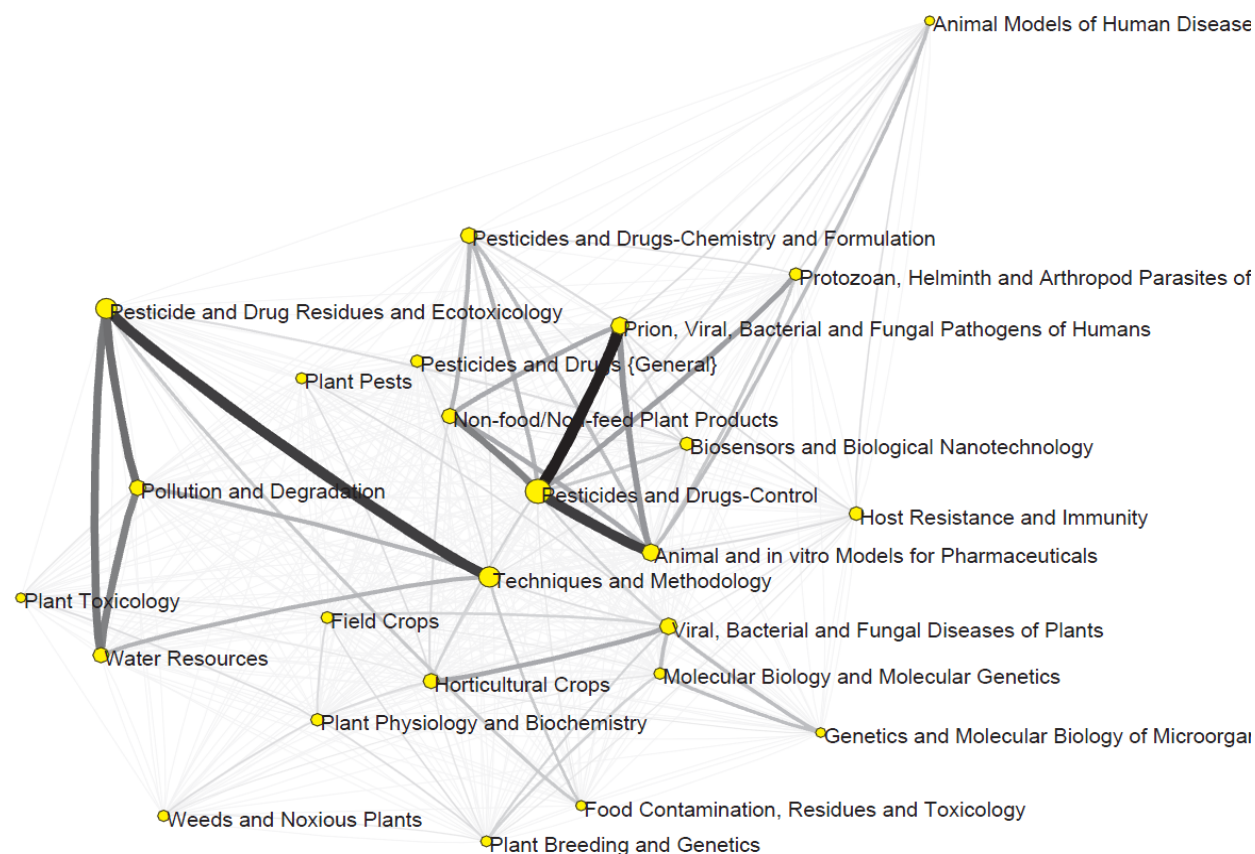 Animal Models of Human Disease
Pesticides and Drugs-Chemistry and Formulation
Protozoan, Helminth and Arthropod Parasites of
Pesticide and Drug Residues and Ecotoxicology
Prion, Viral, Bacterial and Fungal Pathogens of Humans
Pesticides and Drugs {General}
Plant Pests
Non-food/Non-feed Plant Products
Biosensors and Biological Nanotechnology
Pollution and Degradation
Pesticides and Drugs-Control
Host Resistance and Immunity
Animal and in vitro Models for Pharmaceuticals
Techniques and Methodology
Plant Toxicology
Field Crops
Viral, Bacterial and Fungal Diseases of Plants
Water Resources
Molecular Biology and Molecular Genetics
Horticultural Crops
Plant Physiology and Biochemistry
Genetics and Molecular Biology of Microorgan
Food Contamination, Residues and Toxicology
Weeds and Noxious Plants
Plant Breeding and Genetics